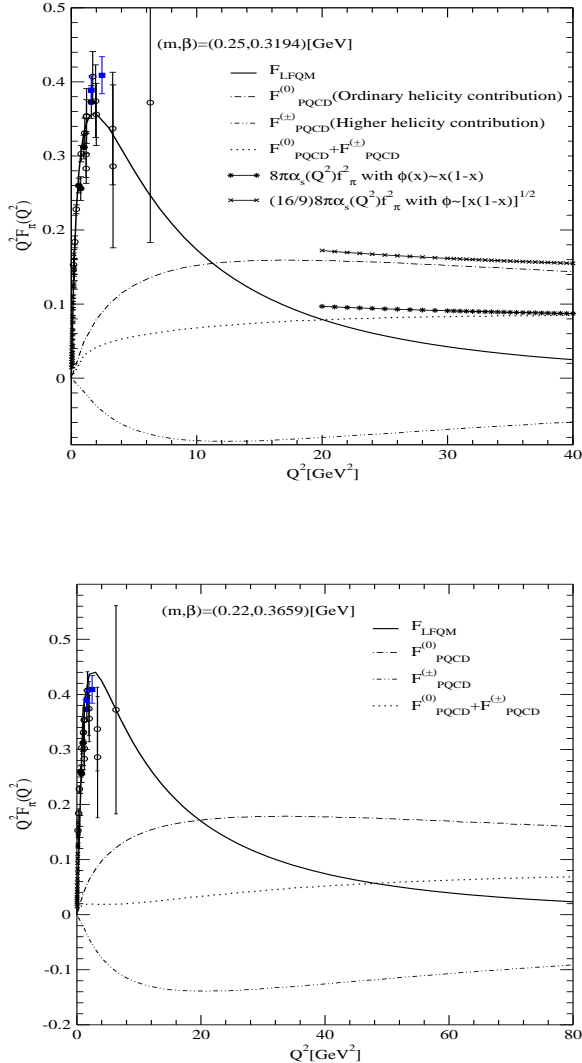 (m,β)=(0.25,0.3194)[GeV]
F_LFQM
F^(0)_PQCD(Ordinary helicity contribution)
F^(±)_PQCD(Higher helicity contribution)
F^(0)_PQCD+F^(±)_PQCD
8πα_s(Q²)f²_π with ϕ(x)~x(1-x)
(16/9)8πα_s(Q²)f²_π with ϕ~[x(1-x)]^1/2
Q²F_π(Q²)
0.5
0.4
0.3
0.2
0.1
0
0 10 20 30 40
Q²[GeV²]
(m,β)=(0.22,0.3659)[GeV]
F_LFQM
F^(0)_PQCD
F^(±)_PQCD
F^(0)_PQCD+F^(±)_PQCD
Q²F_π(Q²)
0.6
0.5
0.4
0.3
0.2
0.1
0
-0.1
-0.2
0 20 40 60 80
Q²[GeV²]